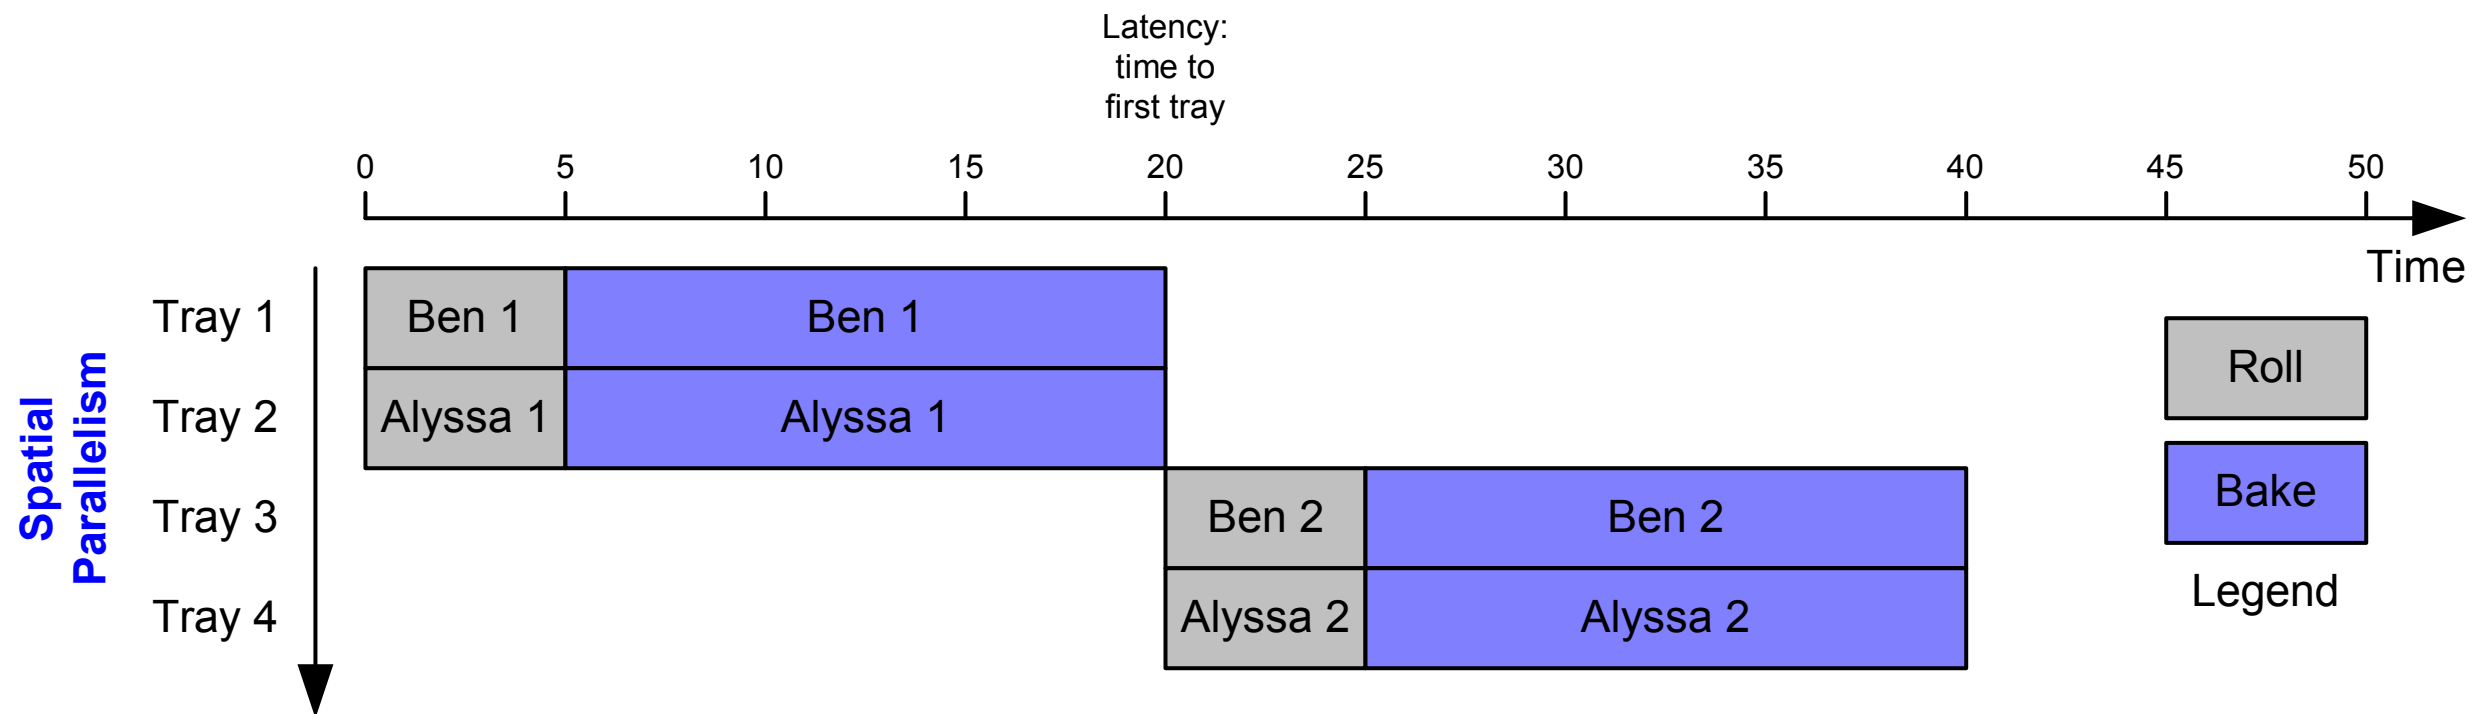 Latency:
time to
first tray
0 5 10 15 20 25 30 35 40 45 50
Time
Spatial
Parallelism
Tray 1 Ben 1 Ben 1
Tray 2 Alyssa 1 Alyssa 1
Tray 3 Ben 2 Ben 2
Tray 4 Alyssa 2 Alyssa 2
Roll
Bake
Legend